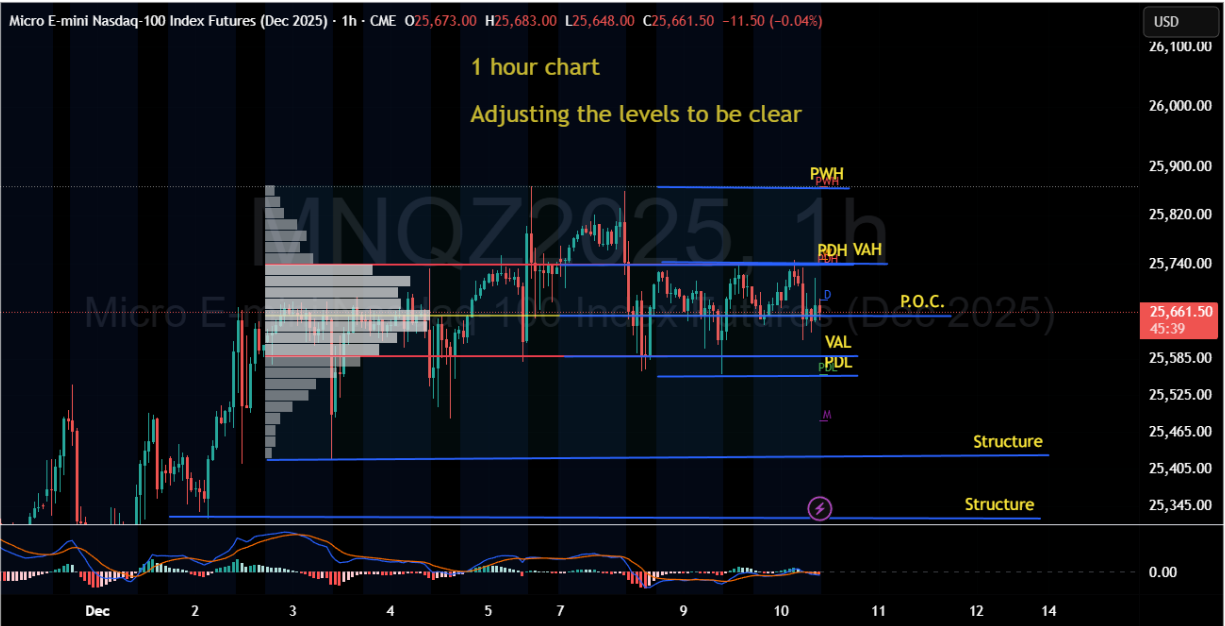 Micro E-mini Nasdaq-100 Index Futures (Dec 2025) · 1h · CME O25,673.00 H25,683.00 L25,648.00 C25,661.50 −11.50 (−0.04%)
USD
26,100.00
1 hour chart
26,000.00
Adjusting the levels to be clear
25,900.00
PWH
PWH
25,820.00
MNQZ2025, 1h
PDH VAH
25,740.00
D
P.O.C.
Micro E-mini Nasdaq-100 Index Futures (Dec 2025)
25,661.50
45:39
VAL
25,585.00
PDL
PDL
25,525.00
M
25,465.00
Structure
25,405.00
Structure
25,345.00
0.00
Dec 2 3 4 5 7 9 10 11 12 14